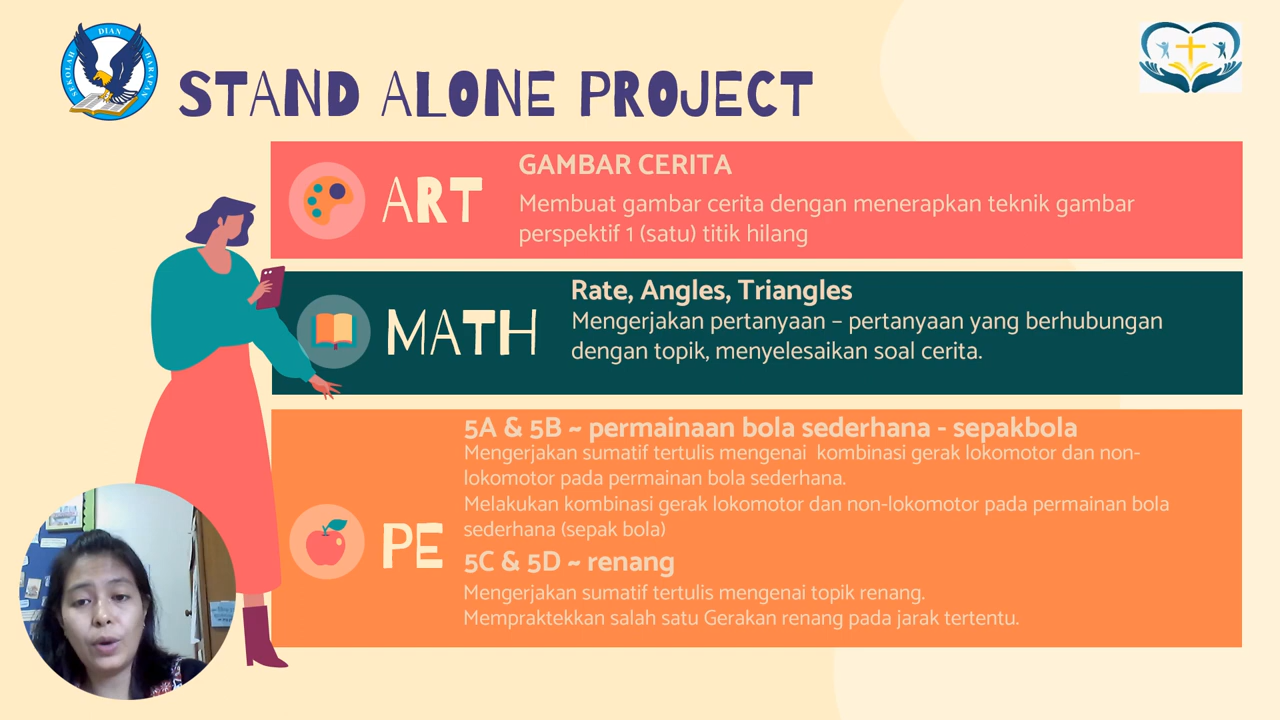 SEKOLAH DIAN HARAPAN
STAND ALONE PROJECT
ART
GAMBAR CERITA
Membuat gambar cerita dengan menerapkan teknik gambar
perspektif 1 (satu) titik hilang
MATH
Rate, Angles, Triangles
Mengerjakan pertanyaan – pertanyaan yang berhubungan
dengan topik, menyelesaikan soal cerita.
PE
5A & 5B ~ permainaan bola sederhana - sepakbola
Mengerjakan sumatif tertulis mengenai kombinasi gerak lokomotor dan non-
lokomotor pada permainan bola sederhana.
Melakukan kombinasi gerak lokomotor dan non-lokomotor pada permainan bola
sederhana (sepak bola)
5C & 5D ~ renang
Mengerjakan sumatif tertulis mengenai topik renang.
Mempraktekkan salah satu Gerakan renang pada jarak tertentu.